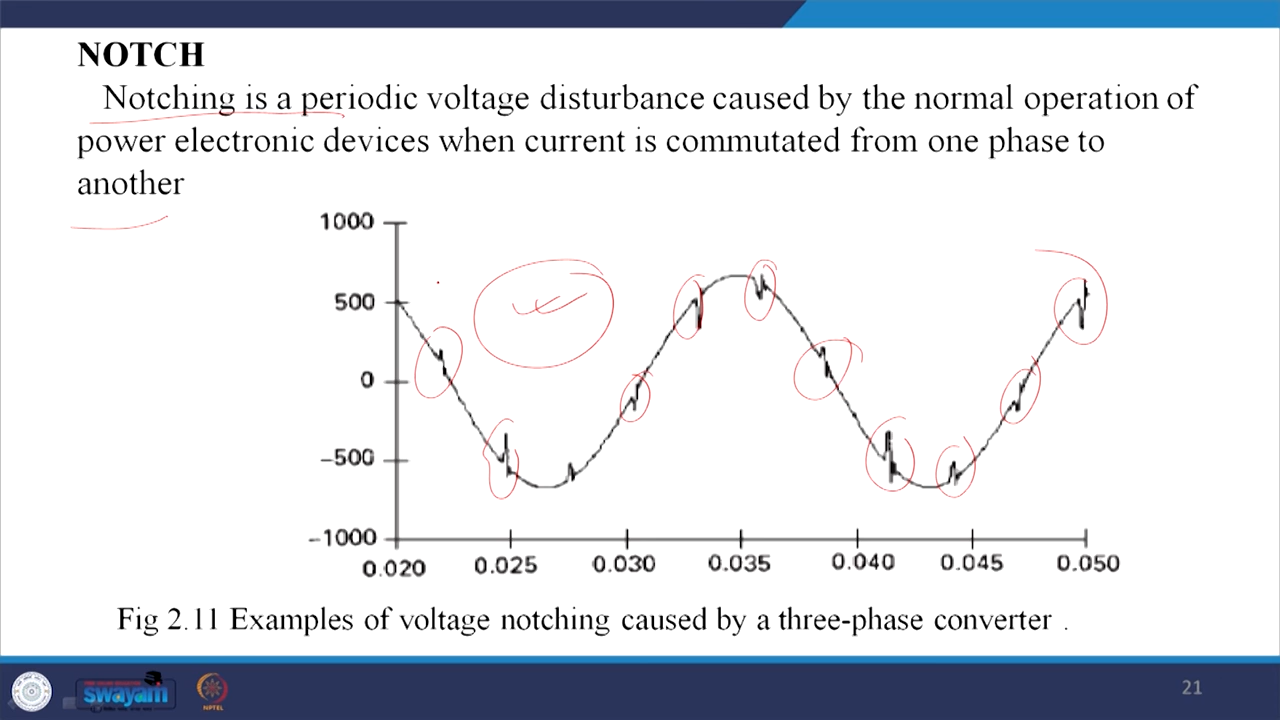 NOTCH
Notching is a periodic voltage disturbance caused by the normal operation of
power electronic devices when current is commutated from one phase to
another
1000
500
0
−500
−1000
0.020 0.025 0.030 0.035 0.040 0.045 0.050
Fig 2.11 Examples of voltage notching caused by a three-phase converter .
swayam
NPTEL
21